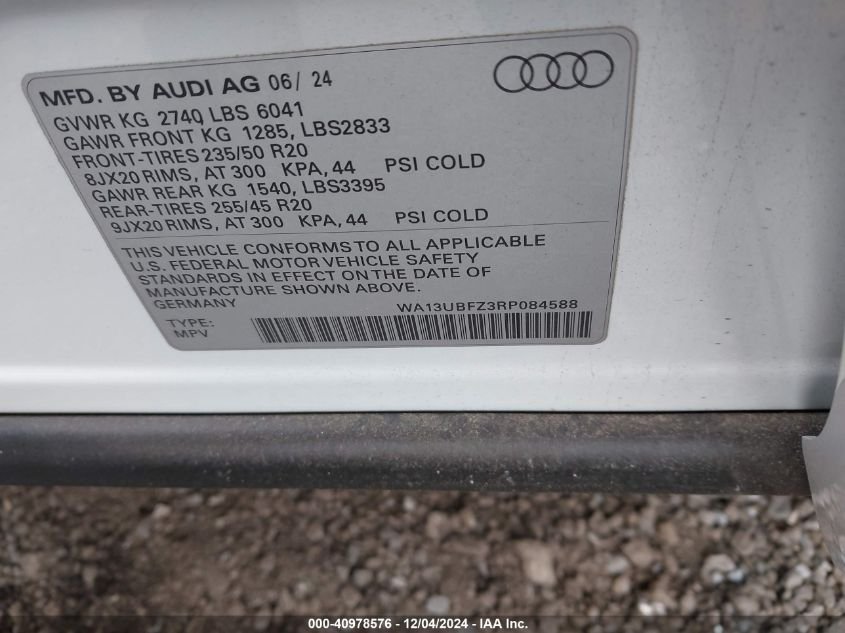 MFD. BY AUDI AG 06/ 24
GVWR KG 2740 LBS 6041
GAWR FRONT KG 1285, LBS2833
FRONT-TIRES 235/50 R20
8JX20 RIMS, AT 300 KPA, 44 PSI COLD
GAWR REAR KG 1540, LBS3395
REAR-TIRES 255/45 R20
9JX20 RIMS, AT 300 KPA, 44 PSI COLD
THIS VEHICLE CONFORMS TO ALL APPLICABLE
U.S. FEDERAL MOTOR VEHICLE SAFETY
STANDARDS IN EFFECT ON THE DATE OF
MANUFACTURE SHOWN ABOVE.
GERMANY
WA13UBFZ3RP084588
TYPE:
MPV
000-40978576 - 12/04/2024 - IAA Inc.